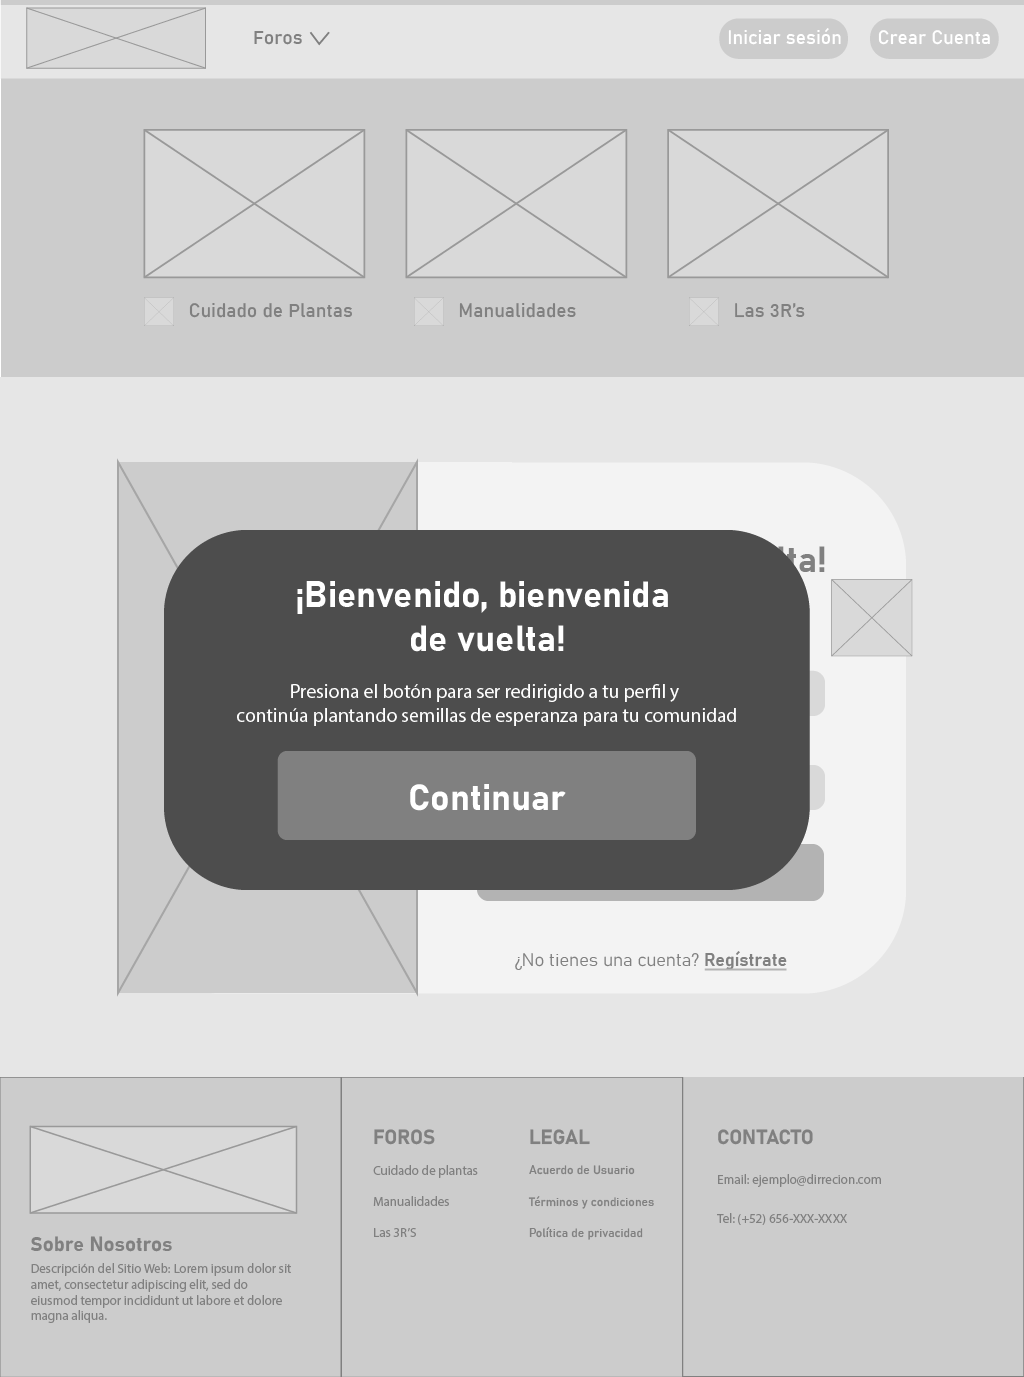 Foros
Iniciar sesión
Crear Cuenta
Cuidado de Plantas
Manualidades
Las 3R's
¡Bienvenido, bienvenida
de vuelta!
Presiona el botón para ser redirigido a tu perfil y
continúa plantando semillas de esperanza para tu comunidad
Continuar
¿No tienes una cuenta? Regístrate
Sobre Nosotros
Descripción del Sitio Web: Lorem ipsum dolor sit
amet, consectetur adipiscing elit, sed do
eiusmod tempor incididunt ut labore et dolore
magna aliqua.
FOROS
Cuidado de plantas
Manualidades
Las 3R'S
LEGAL
Acuerdo de Usuario
Términos y condiciones
Política de privacidad
CONTACTO
Email: ejemplo@dirrecion.com
Tel: (+52) 656-XXX-XXXX